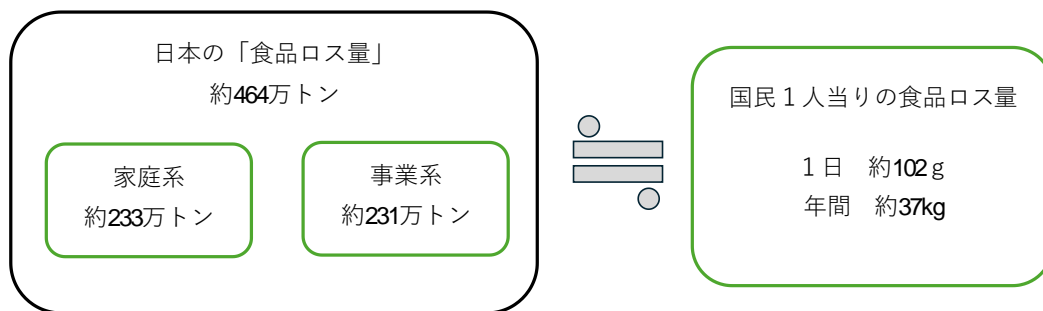 日本の「食品ロス量」
約464万トン
家庭系
約233万トン
事業系
約231万トン
国民１人当りの食品ロス量
１日　約102ｇ
年間　約37kg